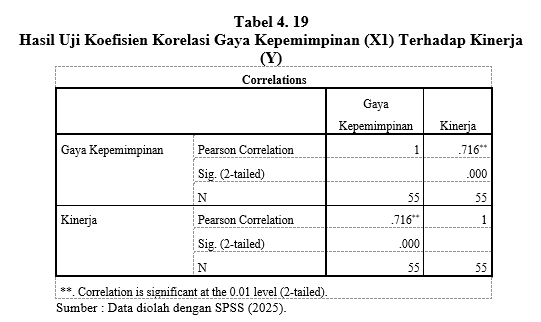 Tabel 4. 19
Hasil Uji Koefisien Korelasi Gaya Kepemimpinan (X1) Terhadap Kinerja
(Y)
Correlations
Gaya
Kepemimpinan Kinerja
Gaya Kepemimpinan Pearson Correlation 1 .716**
Sig. (2-tailed) .000
N 55 55
Kinerja Pearson Correlation .716** 1
Sig. (2-tailed) .000
N 55 55
**. Correlation is significant at the 0.01 level (2-tailed).
Sumber : Data diolah dengan SPSS (2025).